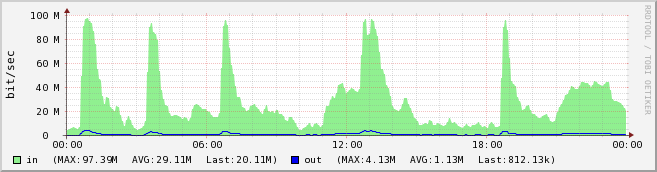 100 M
80 M
60 M
40 M
20 M
0
bit/sec
00:00 06:00 12:00 18:00 00:00
in (MAX:97.39M AVG:29.11M Last:20.11M) out (MAX:4.13M AVG:1.13M Last:812.13k)
RRDTOOL / TOBI OETIKER